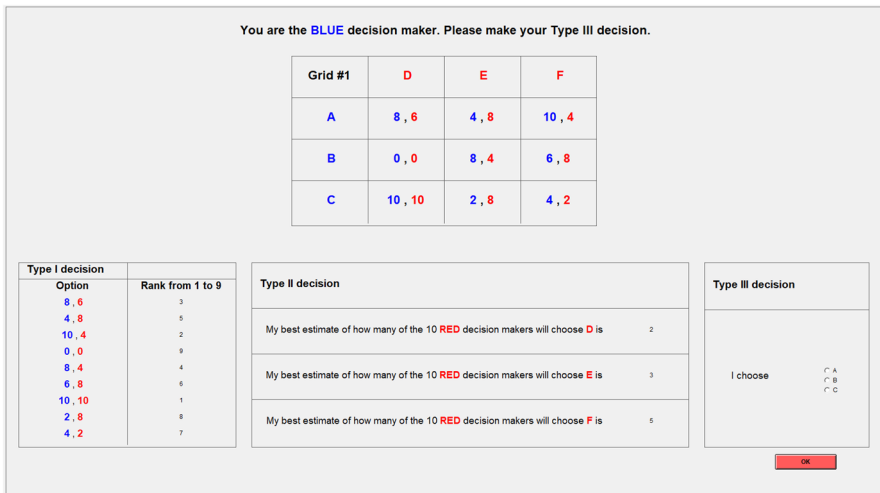 You are the BLUE decision maker. Please make your Type III decision.
Grid #1 D E F
A 8 , 6 4 , 8 10 , 4
B 0 , 0 8 , 4 6 , 8
C 10 , 10 2 , 8 4 , 2
Type I decision
Option Rank from 1 to 9
8 , 6 3
4 , 8 5
10 , 4 2
0 , 0 9
8 , 4 4
6 , 8 6
10 , 10 1
2 , 8 8
4 , 2 7
Type II decision
My best estimate of how many of the 10 RED decision makers will choose D is 2
My best estimate of how many of the 10 RED decision makers will choose E is 3
My best estimate of how many of the 10 RED decision makers will choose F is 5
Type III decision
I choose
A
B
C
OK